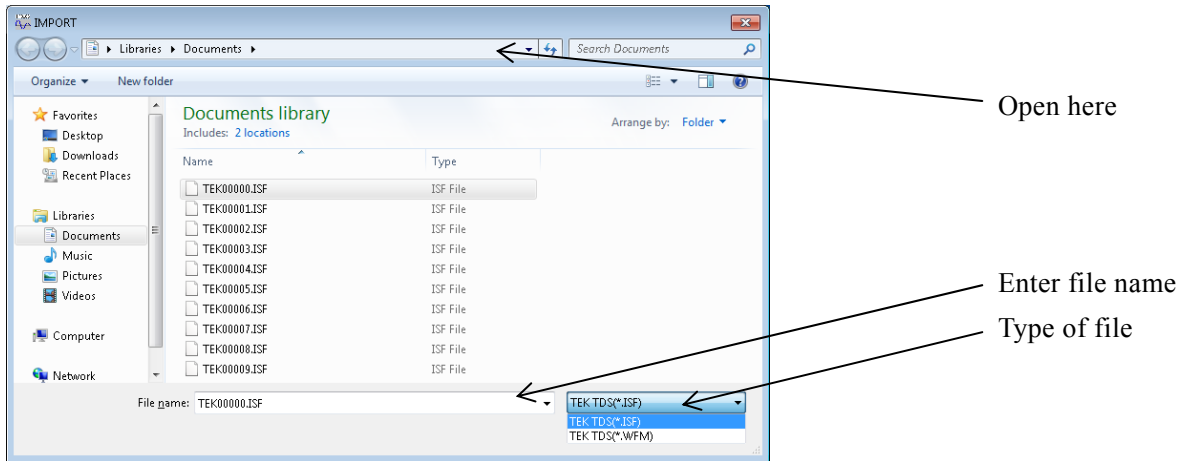 IMPORT
Libraries Documents Search Documents
Organize New folder
Favorites
Desktop
Downloads
Recent Places
Libraries
Documents
Music
Pictures
Videos
Computer
Network
Documents library
Includes: 2 locations
Arrange by: Folder
Name Type
TEK00000.ISF ISF File
TEK00001.ISF ISF File
TEK00002.ISF ISF File
TEK00003.ISF ISF File
TEK00004.ISF ISF File
TEK00005.ISF ISF File
TEK00006.ISF ISF File
TEK00007.ISF ISF File
TEK00008.ISF ISF File
TEK00009.ISF ISF File
File name: TEK00000.ISF TEK TDS(*.ISF)
TEK TDS(*.ISF)
TEK TDS(*.WFM)
Open here
Enter file name
Type of file